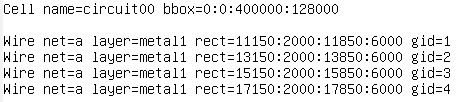 Cell name=circuit00 bbox=0:0:400000:128000
Wire net=a layer=metal1 rect=11150:2000:11850:6000 gid=1
Wire net=a layer=metal1 rect=13150:2000:13850:6000 gid=2
Wire net=a layer=metal1 rect=15150:2000:15850:6000 gid=3
Wire net=a layer=metal1 rect=17150:2000:17850:6000 gid=4